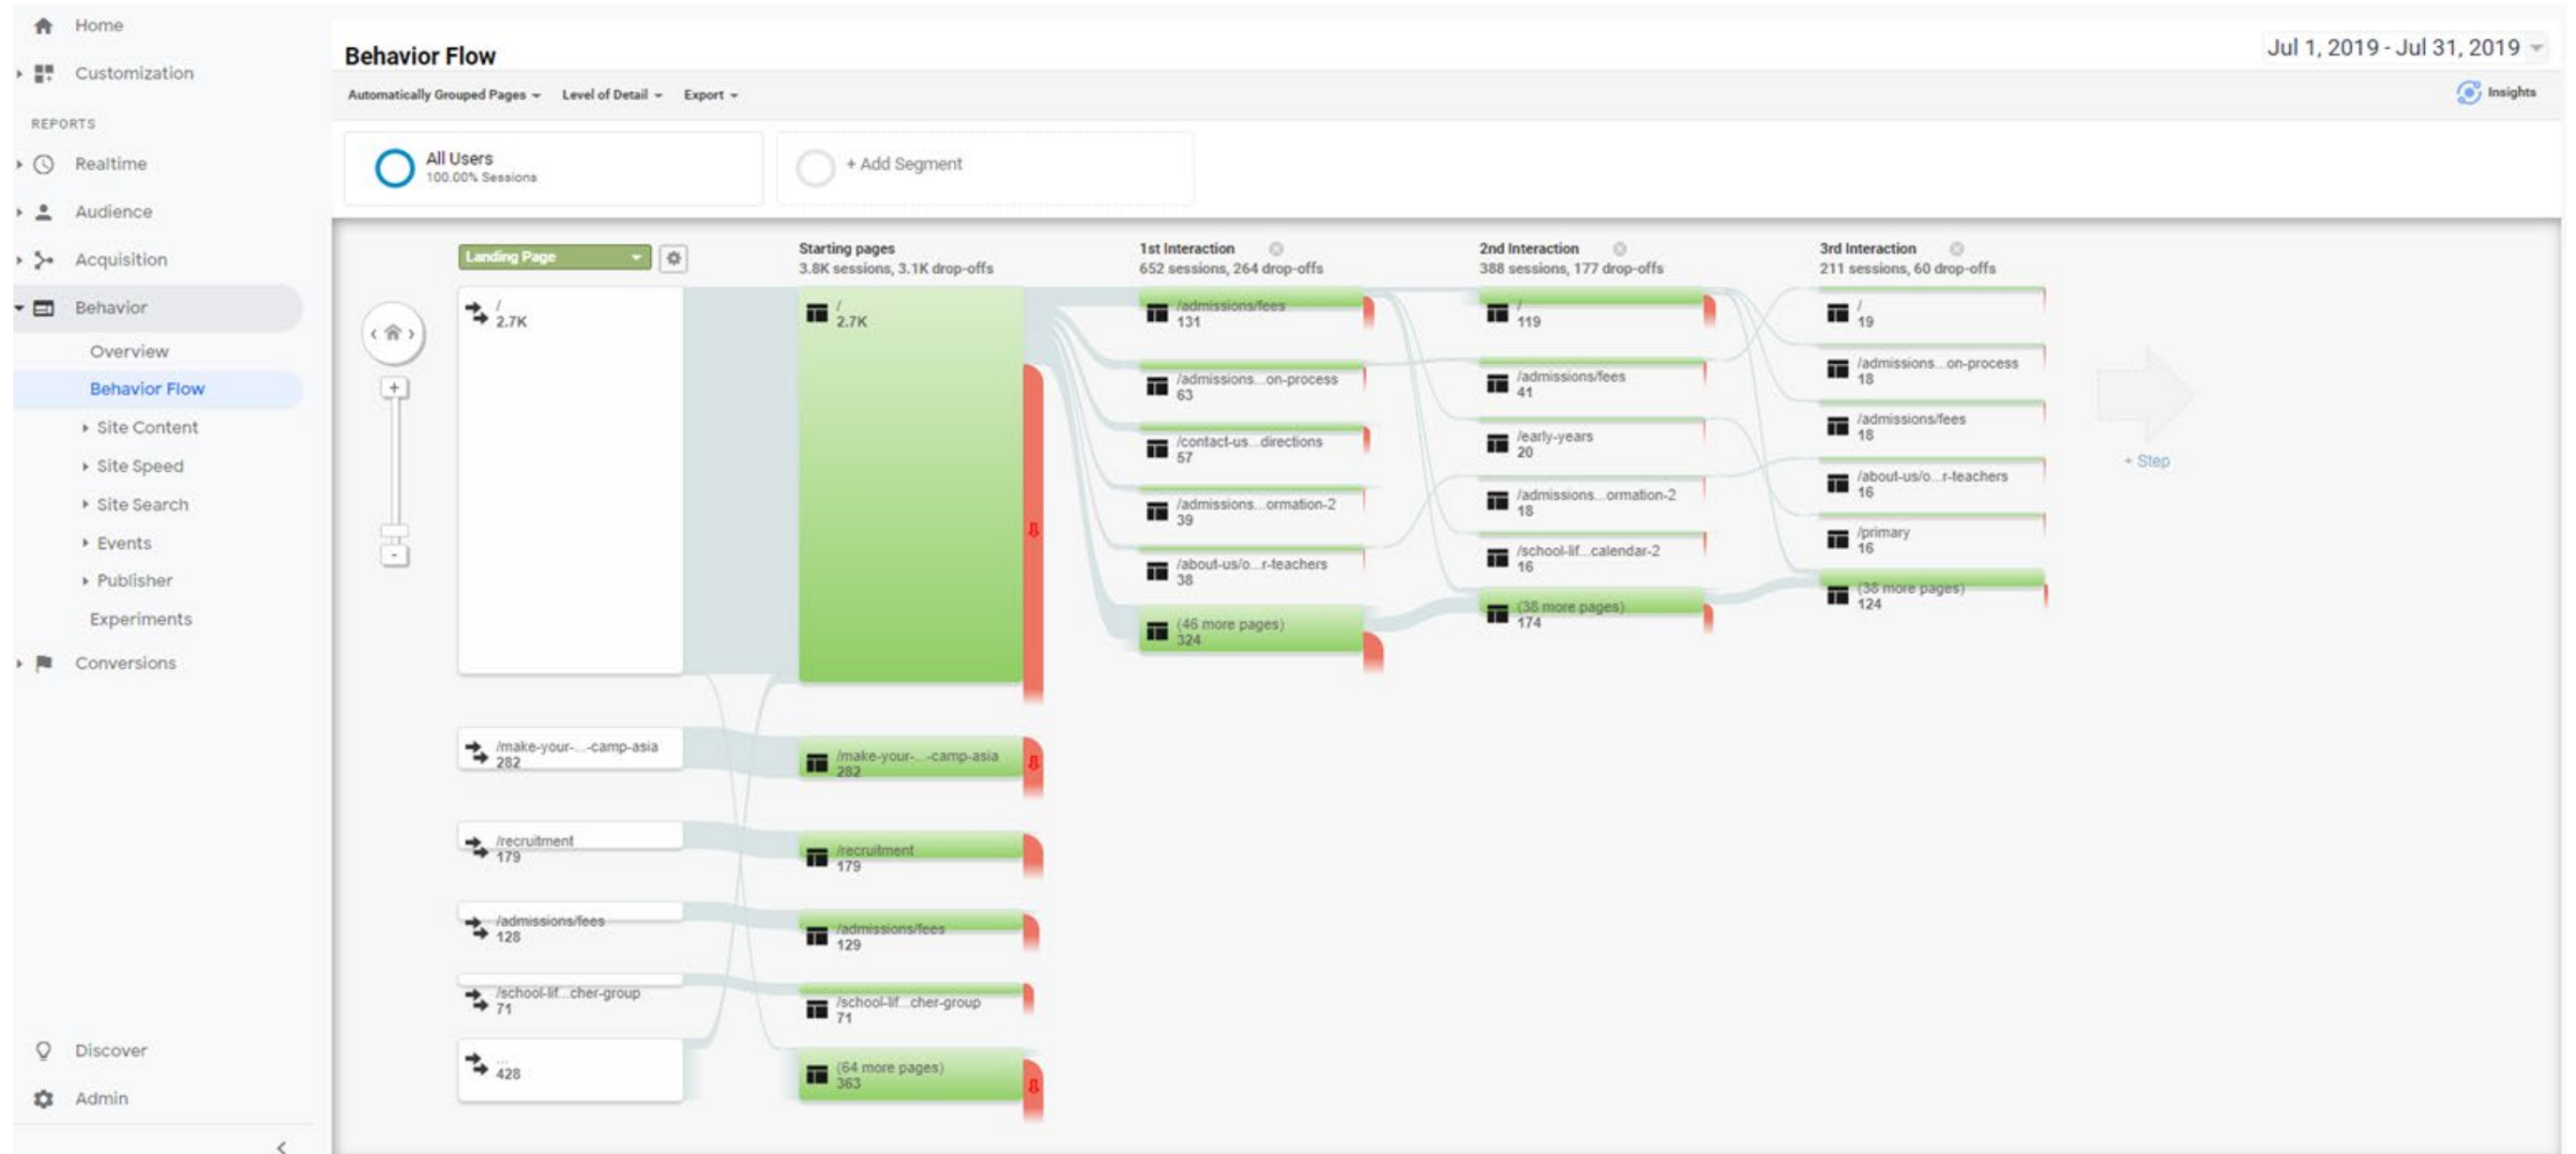 Home
Customization
REPORTS
Realtime
Audience
Acquisition
Behavior
Overview
Behavior Flow
Site Content
Site Speed
Site Search
Events
Publisher
Experiments
Conversions
Discover
Admin
Behavior Flow
Jul 1, 2019 - Jul 31, 2019
Automatically Grouped Pages Level of Detail Export
Insights
All Users
100.00% Sessions
+ Add Segment
Landing Page
/
2.7K
/make-your-...-camp-asia
282
/recruitment
179
/admissions/fees
128
/school-lif...cher-group
71
...
428
Starting pages
3.8K sessions, 3.1K drop-offs
/
2.7K
/make-your-...-camp-asia
282
/recruitment
179
/admissions/fees
129
/school-lif...cher-group
71
(64 more pages)
363
1st Interaction
652 sessions, 264 drop-offs
/admissions/fees
131
/admissions...on-process
63
/contact-us...directions
57
/admissions...ormation-2
39
/about-us/o...r-teachers
38
(46 more pages)
324
2nd Interaction
388 sessions, 177 drop-offs
/
119
/admissions/fees
41
/early-years
20
/admissions...ormation-2
18
/school-lif...calendar-2
16
(38 more pages)
174
3rd Interaction
211 sessions, 60 drop-offs
/
19
/admissions...on-process
18
/admissions/fees
18
/about-us/o...r-teachers
16
/primary
16
(38 more pages)
124
+ Step
+
-